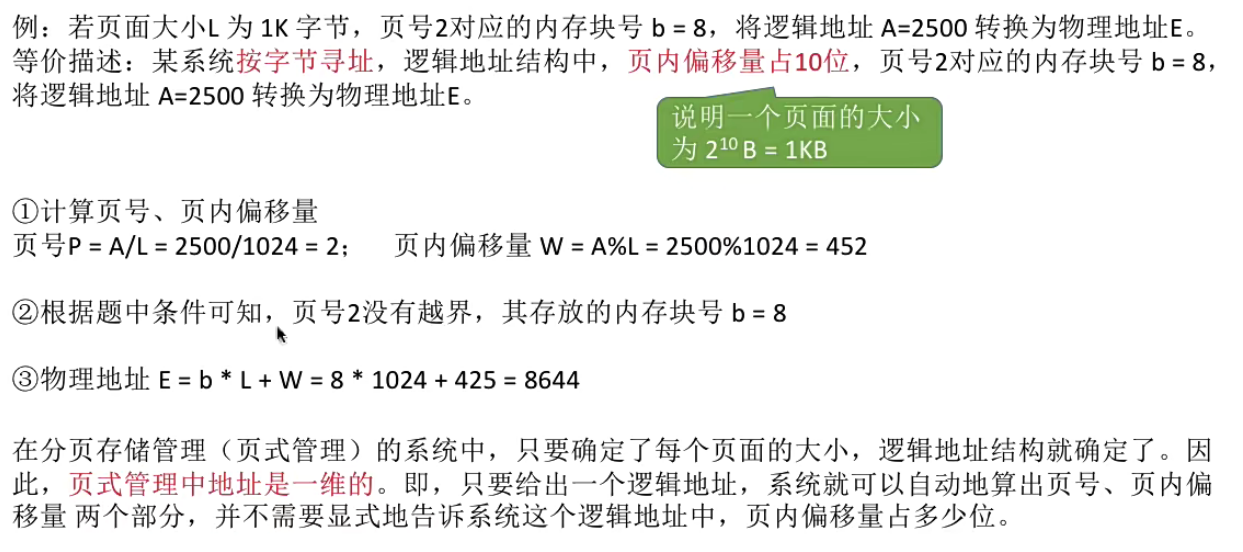 例：若页面大小L 为 1K 字节，页号2对应的内存块号 b = 8，将逻辑地址 A=2500 转换为物理地址E。
等价描述：某系统按字节寻址，逻辑地址结构中，页内偏移量占10位，页号2对应的内存块号 b = 8，
将逻辑地址 A=2500 转换为物理地址E。
说明一个页面的大小
为 2¹⁰ B = 1KB
①计算页号、页内偏移量
页号P = A/L = 2500/1024 = 2； 页内偏移量 W = A%L = 2500%1024 = 452
②根据题中条件可知，页号2没有越界，其存放的内存块号 b = 8
③物理地址 E = b * L + W = 8 * 1024 + 425 = 8644
在分页存储管理（页式管理）的系统中，只要确定了每个页面的大小，逻辑地址结构就确定了。因
此，页式管理中地址是一维的。即，只要给出一个逻辑地址，系统就可以自动地算出页号、页内偏
移量 两个部分，并不需要显式地告诉系统这个逻辑地址中，页内偏移量占多少位。